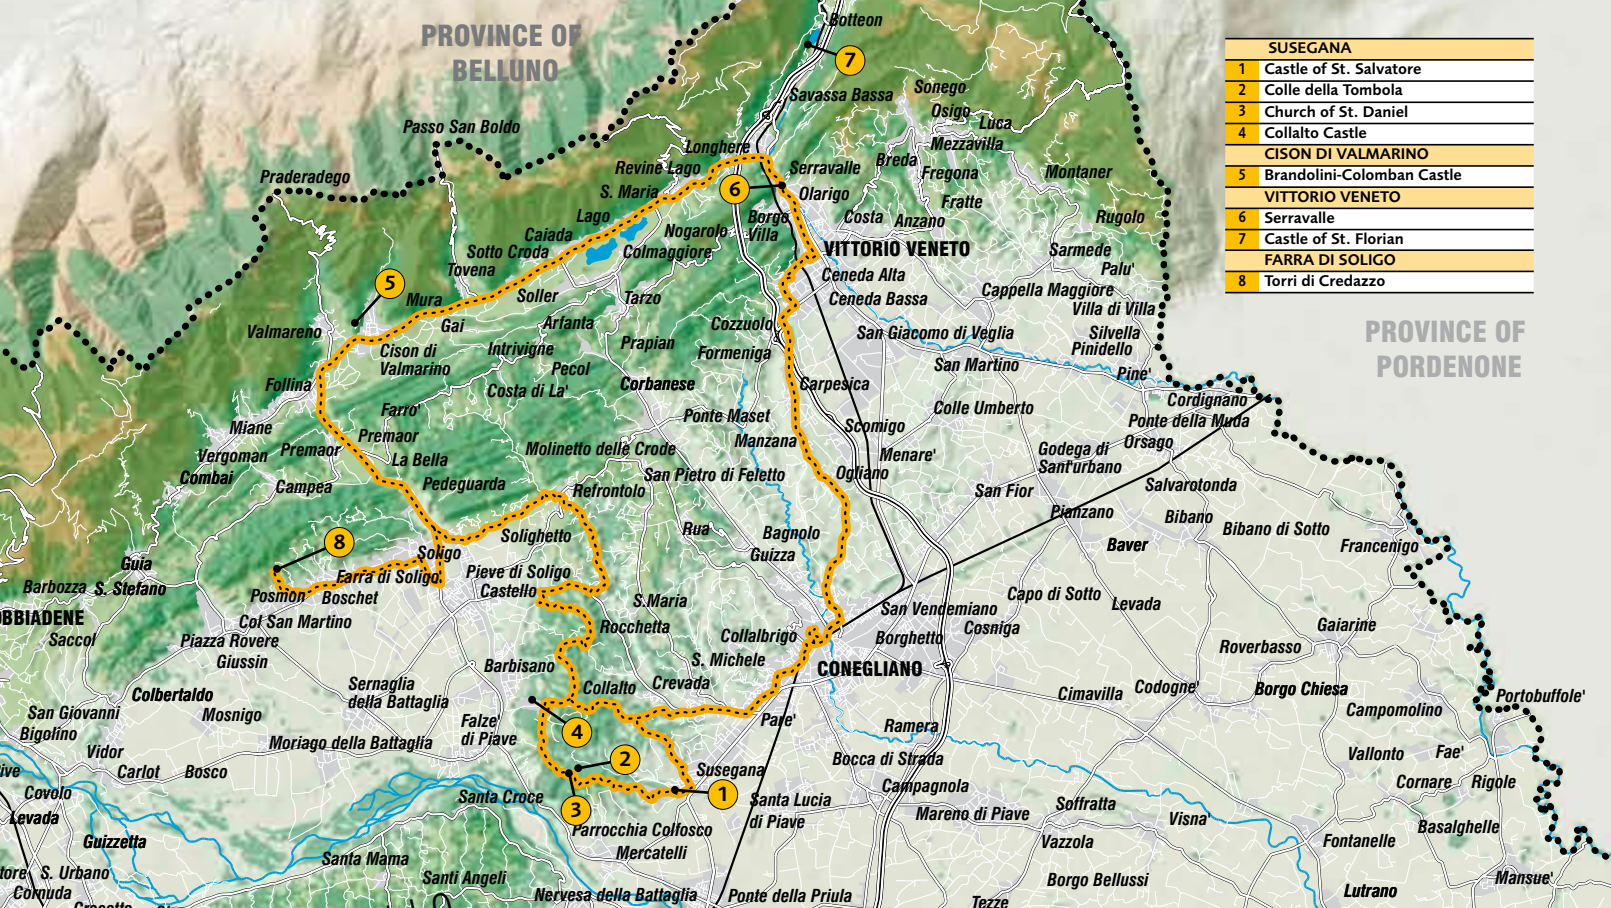 PROVINCE OF
BELLUNO
Botteon
7
SUSEGANA
1 Castle of St. Salvatore
2 Colle della Tombola
3 Church of St. Daniel
4 Collalto Castle
CISON DI VALMARINO
5 Brandolini-Colomban Castle
VITTORIO VENETO
6 Serravalle
7 Castle of St. Florian
FARRA DI SOLIGO
8 Torri di Credazzo
PROVINCE OF
PORDENONE
Savassa Bassa
Sonego
Osigo
Luca
Mezzavilla
Passo San Boldo
Longhere
Revine Lago
Serravalle
Breda
Fregona
Montaner
Praderadego
S. Maria
6
Olarigo
Fratte
Lago
Costa
Anzano
Rugolo
Borgo
Villa
Nogarolo
Caiada
Sotto Croda
Colmaggiore
VITTORIO VENETO
Sarmede
Palu'
Tovena
Ceneda Alta
5
Mura
Soller
Tarzo
Ceneda Bassa
Cappella Maggiore
Villa di Villa
Valmareno
Gai
Arfanta
Cozzuolo
San Giacomo di Veglia
Silvella
Pinidello
Cison di
Valmarino
Intrivigne
Prapian
Formeniga
Pecol
San Martino
Pine'
Follina
Costa di La'
Corbanese
Carpesica
Cordignano
Farro'
Ponte Maset
Colle Umberto
Ponte della Muda
Miane
Premaor
Premaor
Manzana
Scomigo
Orsago
Vergoman
La Bella
Molinetto delle Crode
Menare'
Godega di
Sant'urbano
Combai
Campea
Pedeguarda
San Pietro di Feletto
Ogliano
Refrontolo
San Fior
Salvarotonda
Pianzano
Bibano
Bibano di Sotto
Rua
Bagnolo
8
Solighetto
Guizza
Baver
Francenigo
Soligo
Guia
Farra di Soligo
Pieve di Soligo
Castello
Barbozza
S. Stefano
Posmon
Boschet
S.Maria
San Vendemiano
Capo di Sotto
Levada
OBBIADENE
Col San Martino
Rocchetta
Cosniga
Gaiarine
Saccol
Piazza Rovere
Collalbrigo
Borghetto
Roverbasso
Giussin
Barbisano
S. Michele
CONEGLIANO
Sernaglia
della Battaglia
Collalto
Crevada
Cimavilla
Codogne'
Borgo Chiesa
Portobuffole'
Colbertaldo
Campomolino
San Giovanni
Mosnigo
Falze'
di Piave
Pare'
Ramera
Bigolino
4
Vidor
Moriago della Battaglia
Vallonto
Fae'
2
Bocca di Strada
Carlot
Bosco
Susegana
Campagnola
Cornare
Rigole
Covolo
Santa Croce
3
1
Santa Lucia
di Piave
Mareno di Piave
Soffratta
Visna'
Levada
Parrocchia Colfosco
Basalghelle
Guizzetta
Mercatelli
Vazzola
Fontanelle
Santa Mama
S. Urbano
Santi Angeli
Borgo Bellussi
Mansue'
Cornuda
Nervesa della Battaglia
Ponte della Priula
Tezze
Lutrano